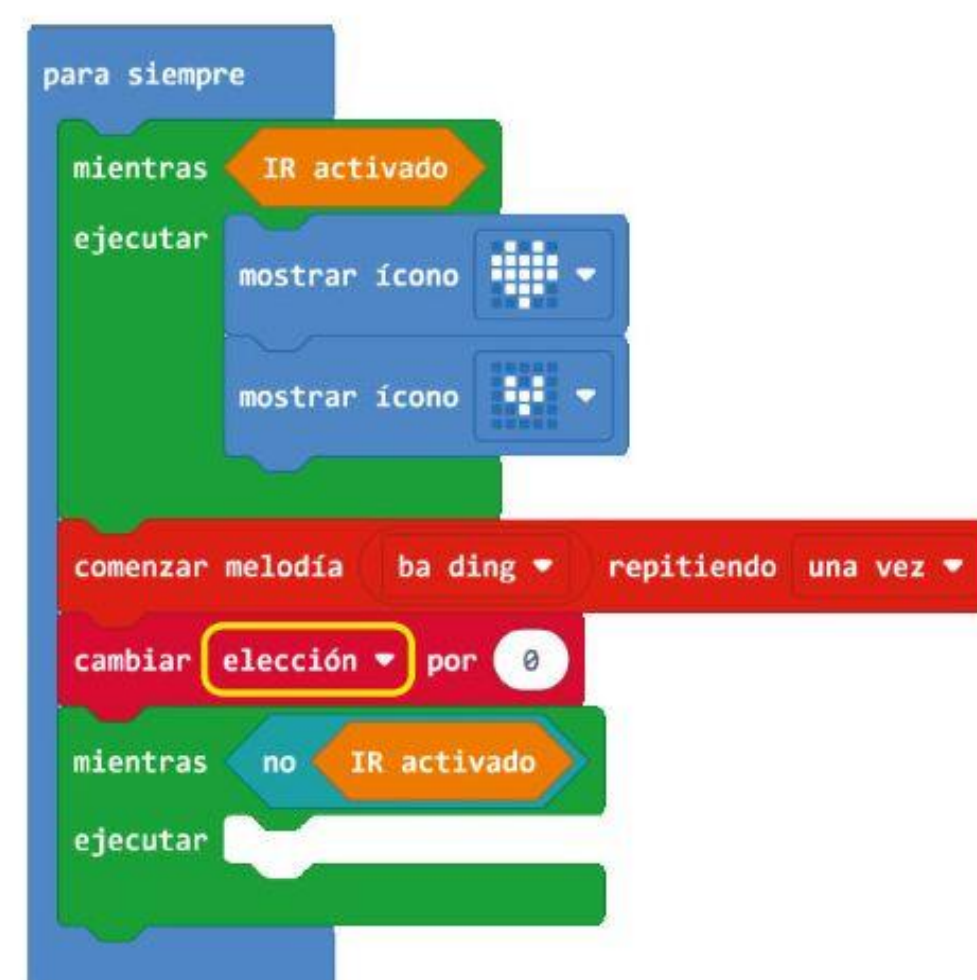 para siempre
mientras IR activado
ejecutar
mostrar ícono
mostrar ícono
comenzar melodía ba ding repitiendo una vez
cambiar elección por 0
mientras no IR activado
ejecutar